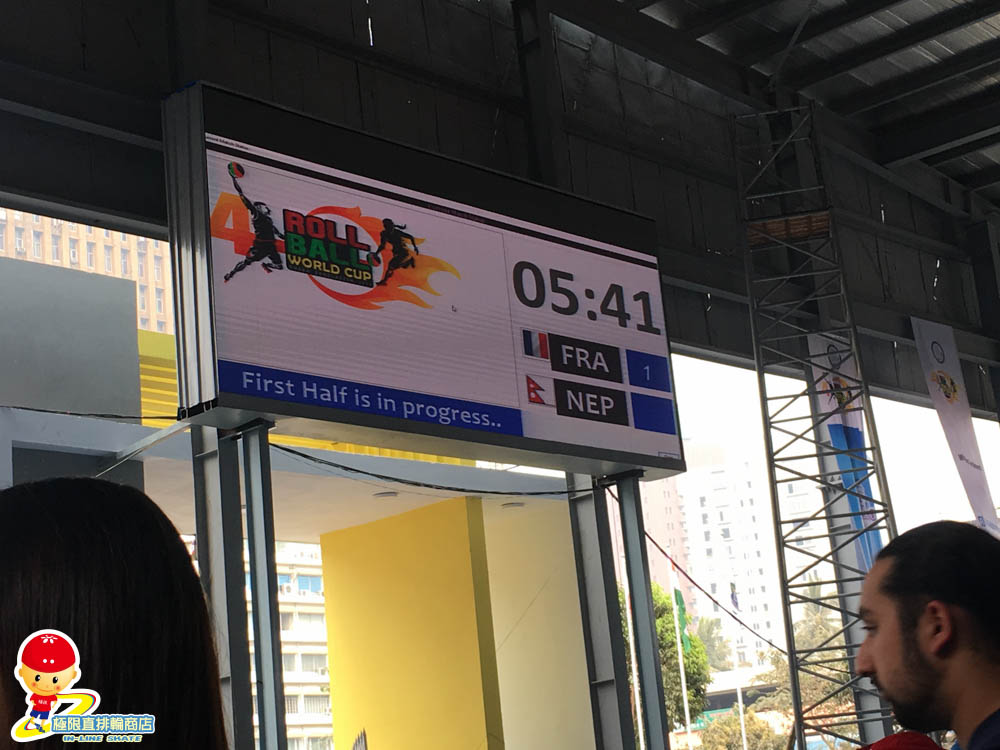 4
ROLL
BALL
WORLD CUP
05:41
FRA 1
NEP
First Half is in progress..
極限直排輪商店
IN-LINE SKATE